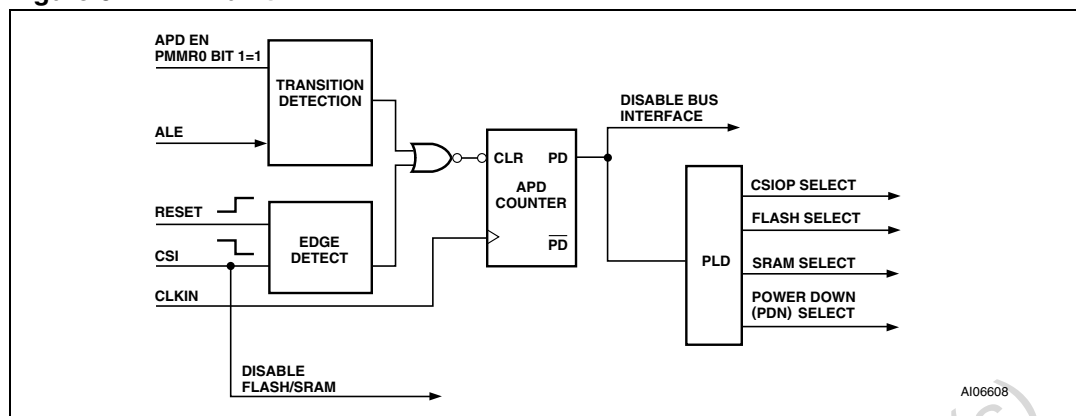 APD EN
PMMR0 BIT 1=1
TRANSITION
DETECTION
ALE
RESET
CSI
EDGE
DETECT
CLKIN
DISABLE
FLASH/SRAM
CLR PD
APD
COUNTER
PD
DISABLE BUS
INTERFACE
PLD
CSIOP SELECT
FLASH SELECT
SRAM SELECT
POWER DOWN
(PDN) SELECT
AI06608